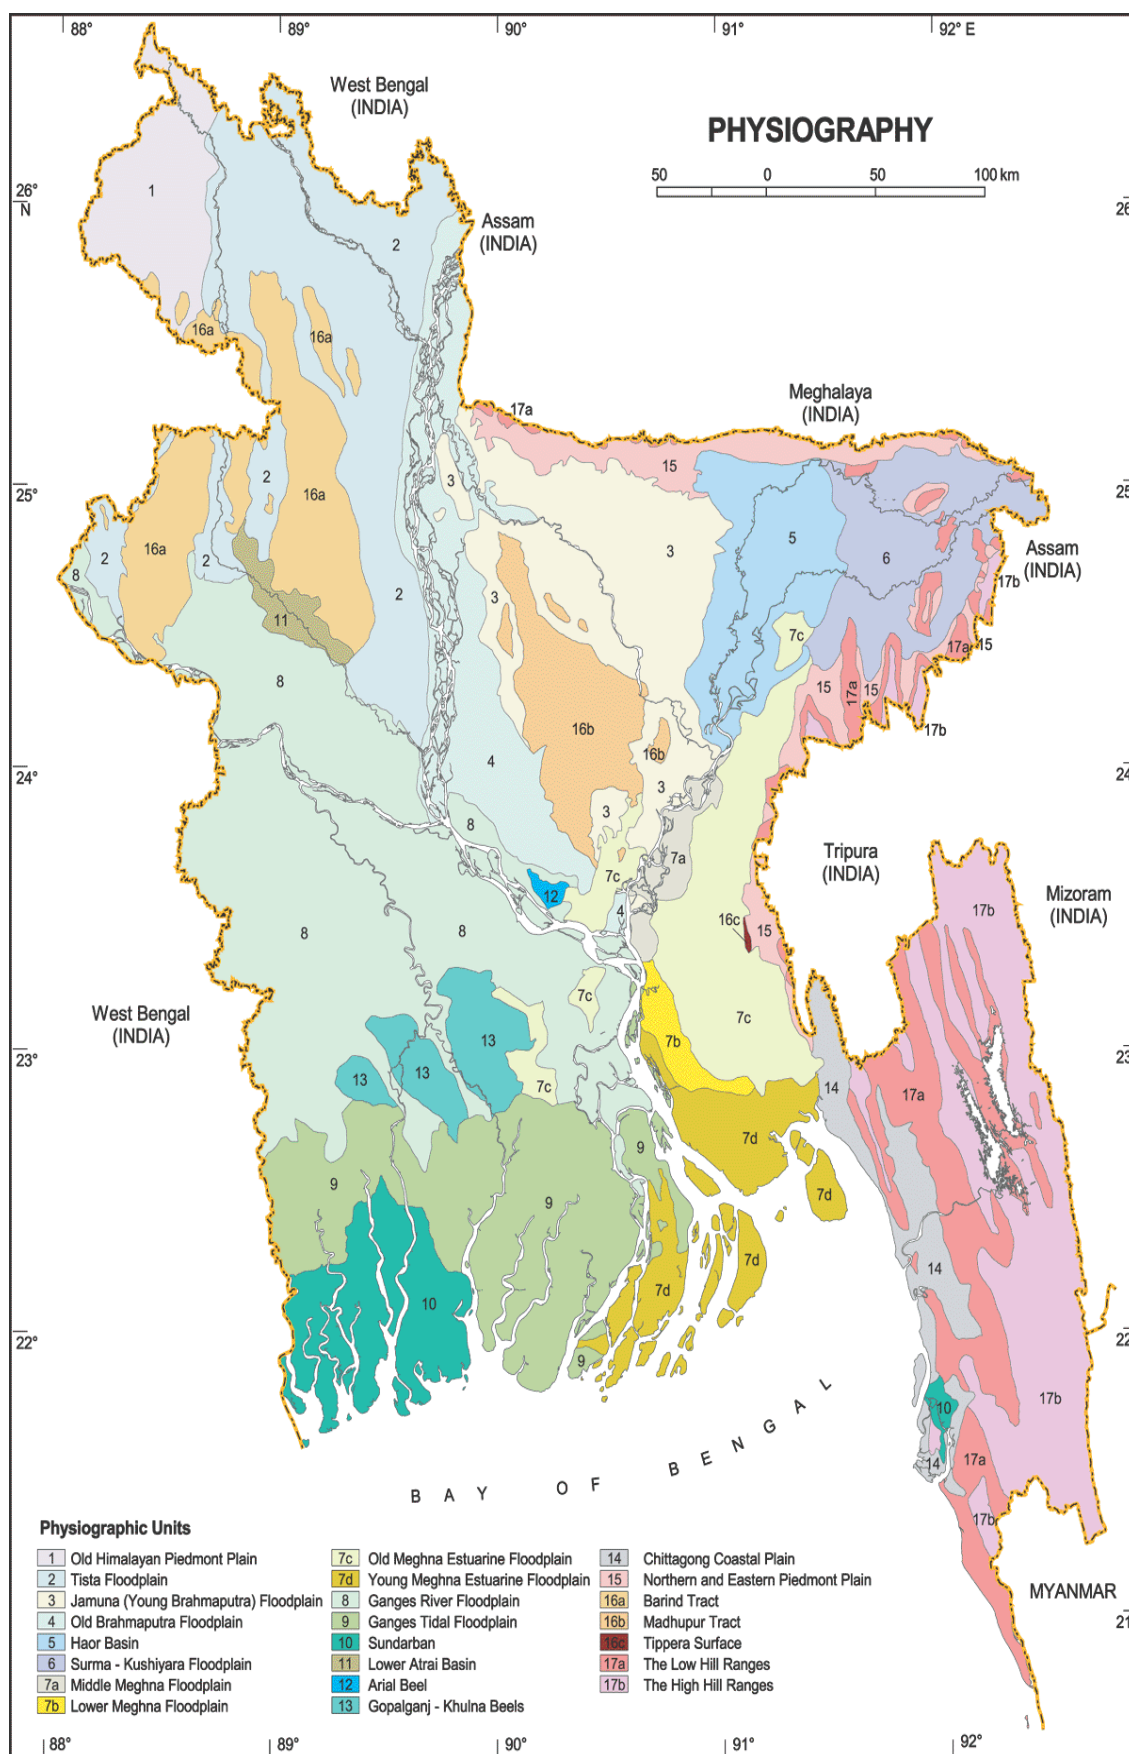 88° 89° 90° 91° 92° E
West Bengal
(INDIA)
PHYSIOGRAPHY
50 0 50 100 km
26°
N
26
1
Assam
(INDIA)
2
2
16a
16a
Meghalaya
(INDIA)
17a
15
25°
25
3
2
16a
5
16a
3
6
Assam
(INDIA)
2
2
8
17b
2
3
11
7c
17a
15
8
15
17a
15
16b
17b
16b
4
24°
24
3
3
8
7a
Tripura
(INDIA)
7c
12
Mizoram
(INDIA)
4
17b
16c
15
8
8
7c
West Bengal
(INDIA)
7c
13
7b
23°
23
13
13
7c
14
17a
7d
9
9
9
7d
7d
14
7d
10
22°
22
9
BAY OF BENGAL
17b
10
14
17a
17b
Physiographic Units
1 Old Himalayan Piedmont Plain
2 Tista Floodplain
3 Jamuna (Young Brahmaputra) Floodplain
4 Old Brahmaputra Floodplain
5 Haor Basin
6 Surma - Kushiyara Floodplain
7a Middle Meghna Floodplain
7b Lower Meghna Floodplain
7c Old Meghna Estuarine Floodplain
7d Young Meghna Estuarine Floodplain
8 Ganges River Floodplain
9 Ganges Tidal Floodplain
10 Sundarban
11 Lower Atrai Basin
12 Arial Beel
13 Gopalganj - Khulna Beels
14 Chittagong Coastal Plain
15 Northern and Eastern Piedmont Plain
16a Barind Tract
16b Madhupur Tract
16c Tippera Surface
17a The Low Hill Ranges
17b The High Hill Ranges
MYANMAR
21
88° 89° 90° 91° 92°